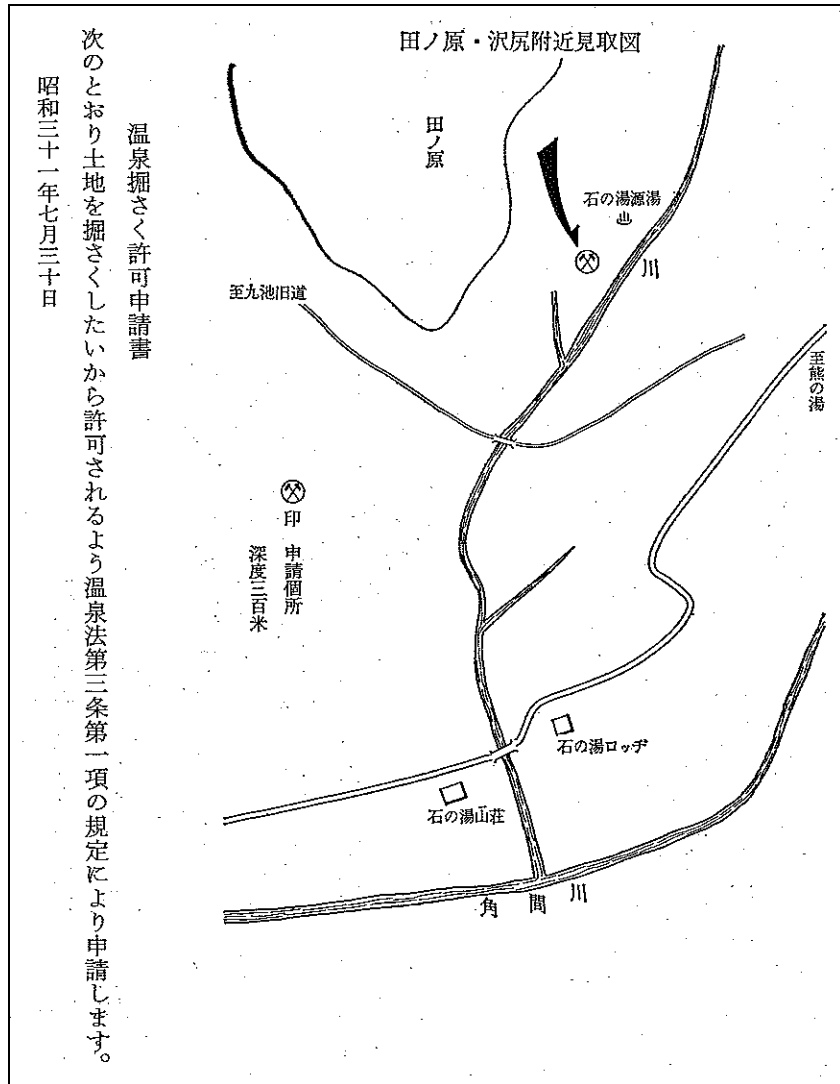 田ノ原・沢尻附近見取図
田ノ原
石の湯源湯
川
至九池旧道
至熊の湯
印　申請個所
深度三百米
石の湯ロッヂ
石の湯山荘
角間川
温泉掘さく許可申請書
次のとおり土地を掘さくしたいから許可されるよう温泉法第三条第一項の規定により申請します。
昭和三十一年七月三十日